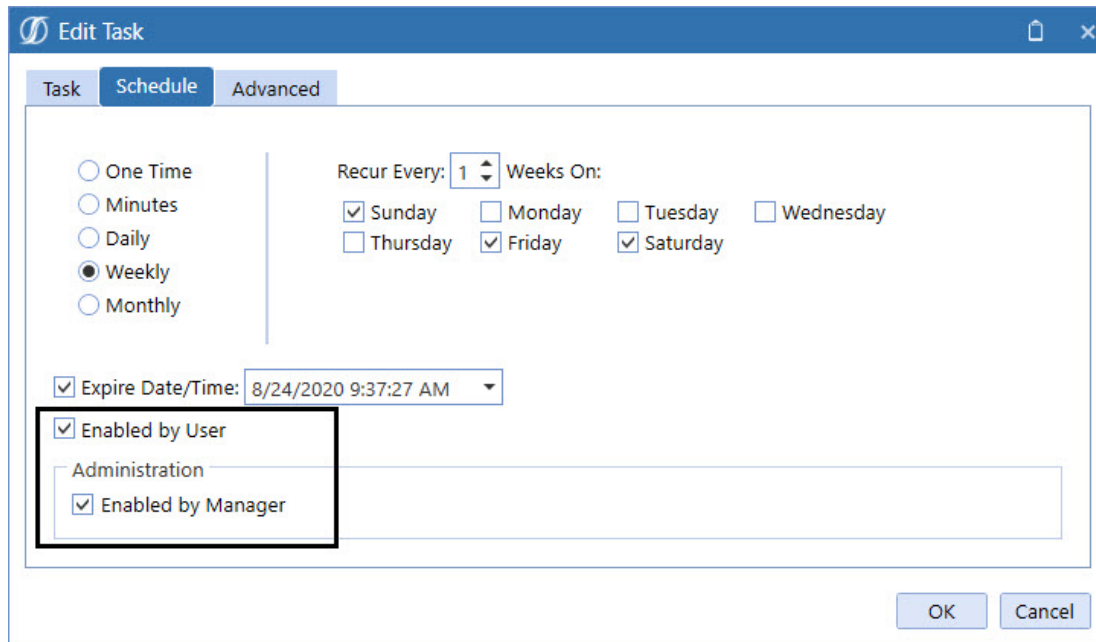 Edit Task
Task Schedule Advanced
One Time
Minutes
Daily
Weekly
Monthly
Recur Every: 1 Weeks On:
Sunday Monday Tuesday Wednesday
Thursday Friday Saturday
Expire Date/Time: 8/24/2020 9:37:27 AM
Enabled by User
Administration
Enabled by Manager
OK Cancel